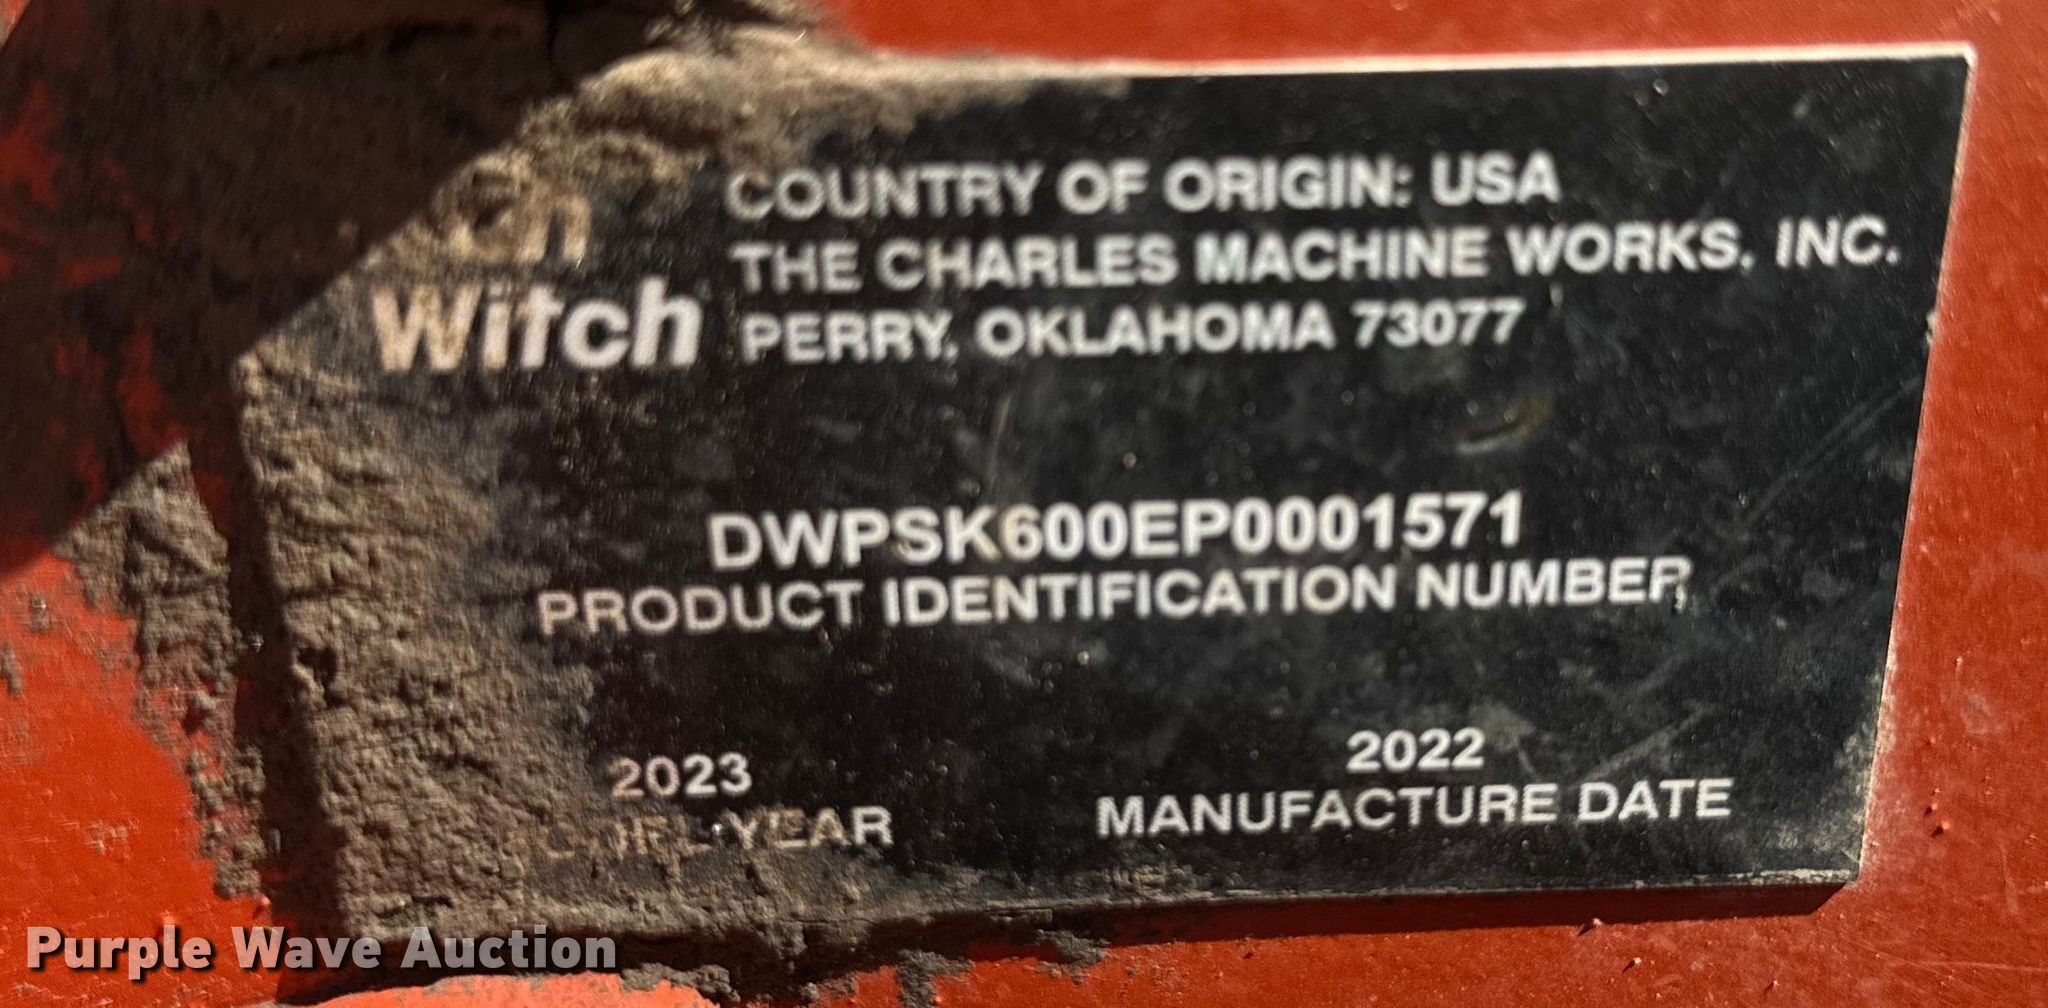 COUNTRY OF ORIGIN: USA
THE CHARLES MACHINE WORKS, INC.
Witch PERRY, OKLAHOMA 73077
DWPSK600EP0001571
PRODUCT IDENTIFICATION NUMBER
2023 2022
YEAR MANUFACTURE DATE
Purple Wave Auction